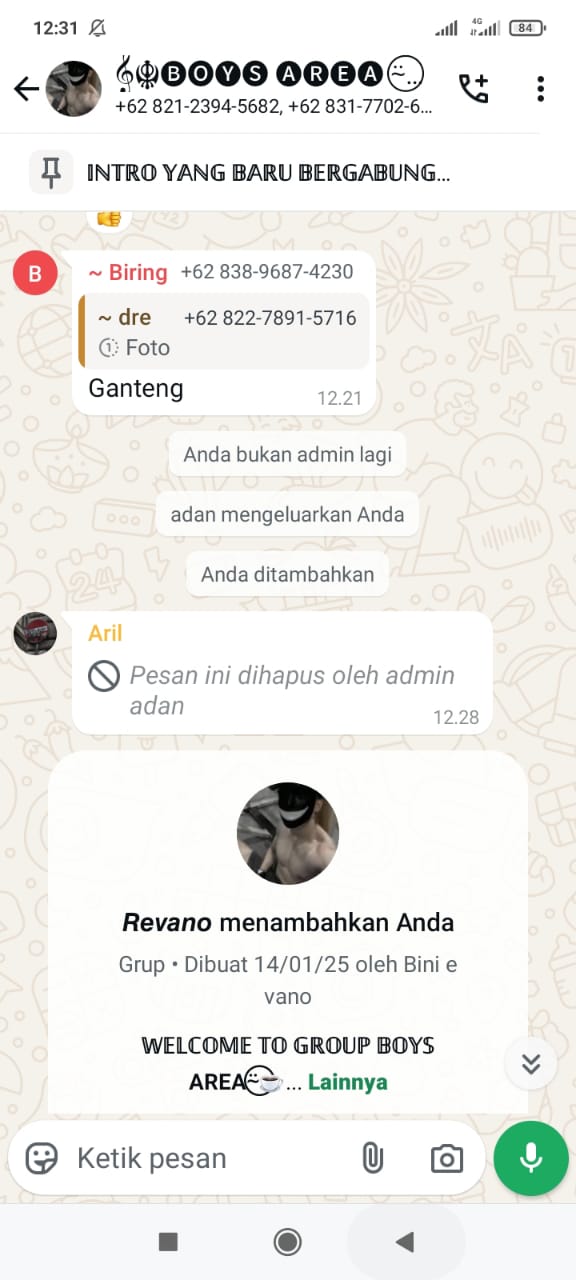 12:31
4G
84
𝄞☬🅑🅞🅨🅢 🅐🅡🅔🅐
+62 821-2394-5682, +62 831-7702-6...
𝕀ℕ𝕋ℝ𝕆 𝕐𝔸ℕ𝔾 𝔹𝔸ℝ𝕌 𝔹𝔼ℝ𝔾𝔸𝔹𝕌ℕ𝔾...
B
~ Biring +62 838-9687-4230
~ dre +62 822-7891-5716
1 Foto
Ganteng
12.21
Anda bukan admin lagi
adan mengeluarkan Anda
Anda ditambahkan
Aril
Pesan ini dihapus oleh admin
adan
12.28
Revano menambahkan Anda
Grup • Dibuat 14/01/25 oleh Bini e
vano
𝕎𝔼𝕃ℂ𝕆𝕄𝔼 𝕋𝕆 𝔾ℝ𝕆𝕌ℙ 𝔹𝕆𝕐𝕊
AREA... Lainnya
Ketik pesan